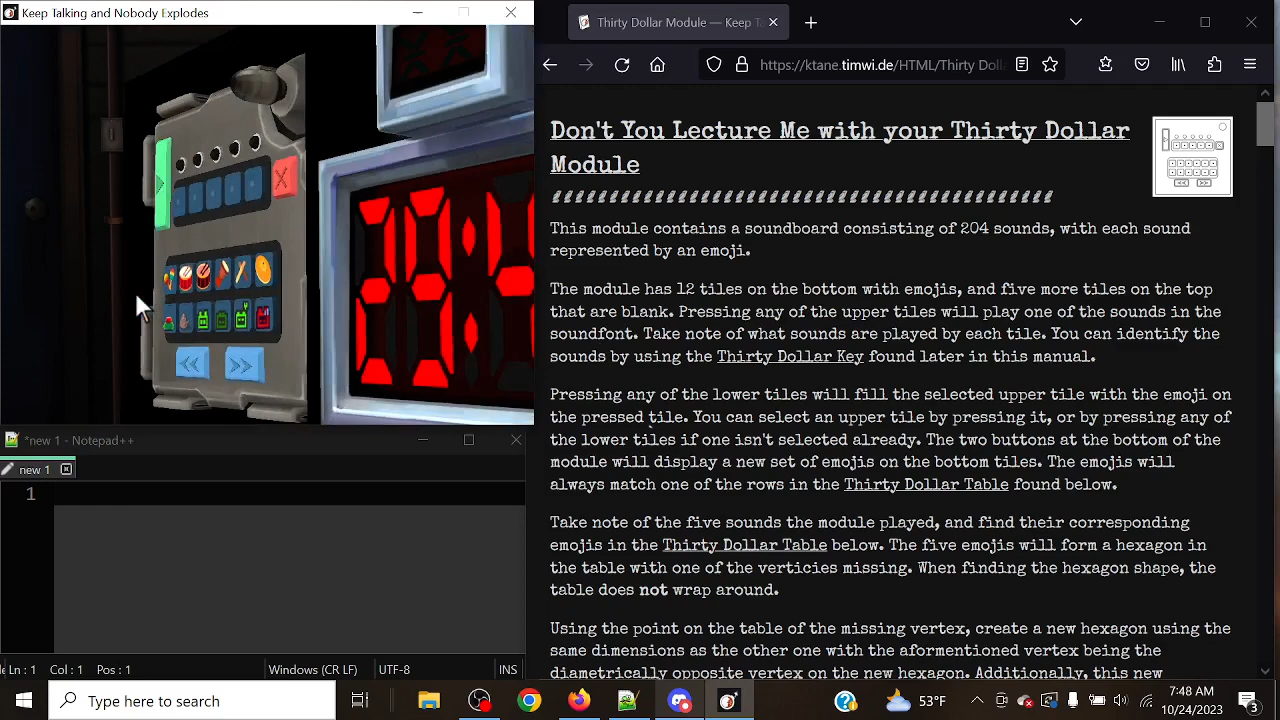 Keep Talking and Nobody Explodes
Thirty Dollar Module — Keep Ta
https://ktane.timwi.de/HTML/Thirty Dol
Don't You Lecture Me with your Thirty Dollar
Module
This module contains a soundboard consisting of 204 sounds, with each sound
represented by an emoji.
The module has 12 tiles on the bottom with emojis, and five more tiles on the top
that are blank. Pressing any of the upper tiles will play one of the sounds in the
soundfont. Take note of what sounds are played by each tile. You can identify the
sounds by using the Thirty Dollar Key found later in this manual.
Pressing any of the lower tiles will fill the selected upper tile with the emoji on
the pressed tile. You can select an upper tile by pressing it, or by pressing any of
the lower tiles if one isn't selected already. The two buttons at the bottom of the
module will display a new set of emojis on the bottom tiles. The emojis will
always match one of the rows in the Thirty Dollar Table found below.
Take note of the five sounds the module played, and find their corresponding
emojis in the Thirty Dollar Table below. The five emojis will form a hexagon in
the table with one of the verticies missing. When finding the hexagon shape, the
table does not wrap around.
Using the point on the table of the missing vertex, create a new hexagon using the
same dimensions as the other one with the aformentioned vertex being the
diametrically opposite vertex on the new hexagon. Additionally, this new
*new 1 - Notepad++
new 1
1
Ln : 1 Col : 1 Pos : 1 Windows (CR LF) UTF-8 INS
Type here to search
53°F
7:48 AM
10/24/2023
3